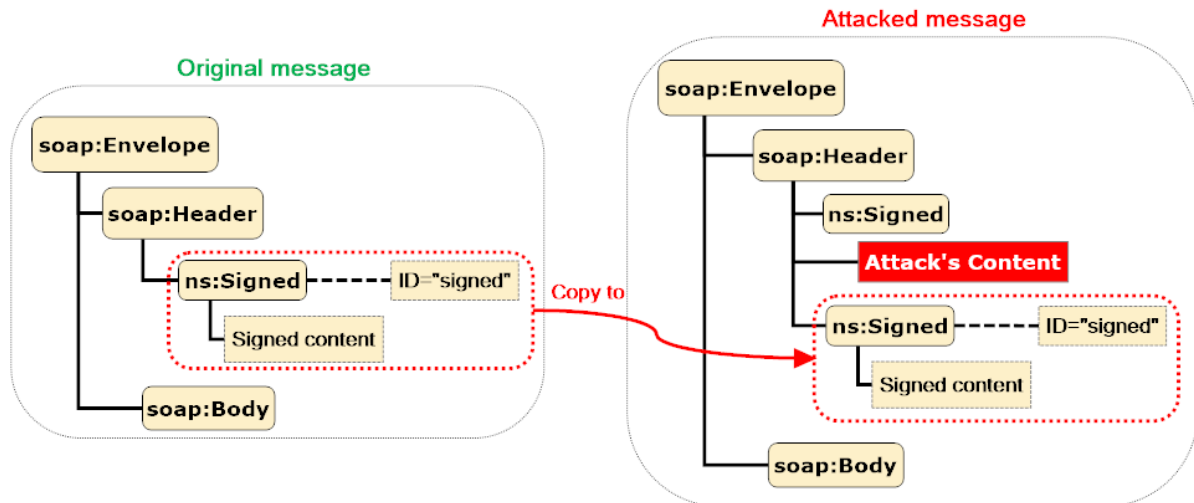 Original message
soap:Envelope
soap:Header
ns:Signed
ID="signed"
Signed content
soap:Body
Copy to
Attacked message
soap:Envelope
soap:Header
ns:Signed
Attack's Content
ns:Signed
ID="signed"
Signed content
soap:Body